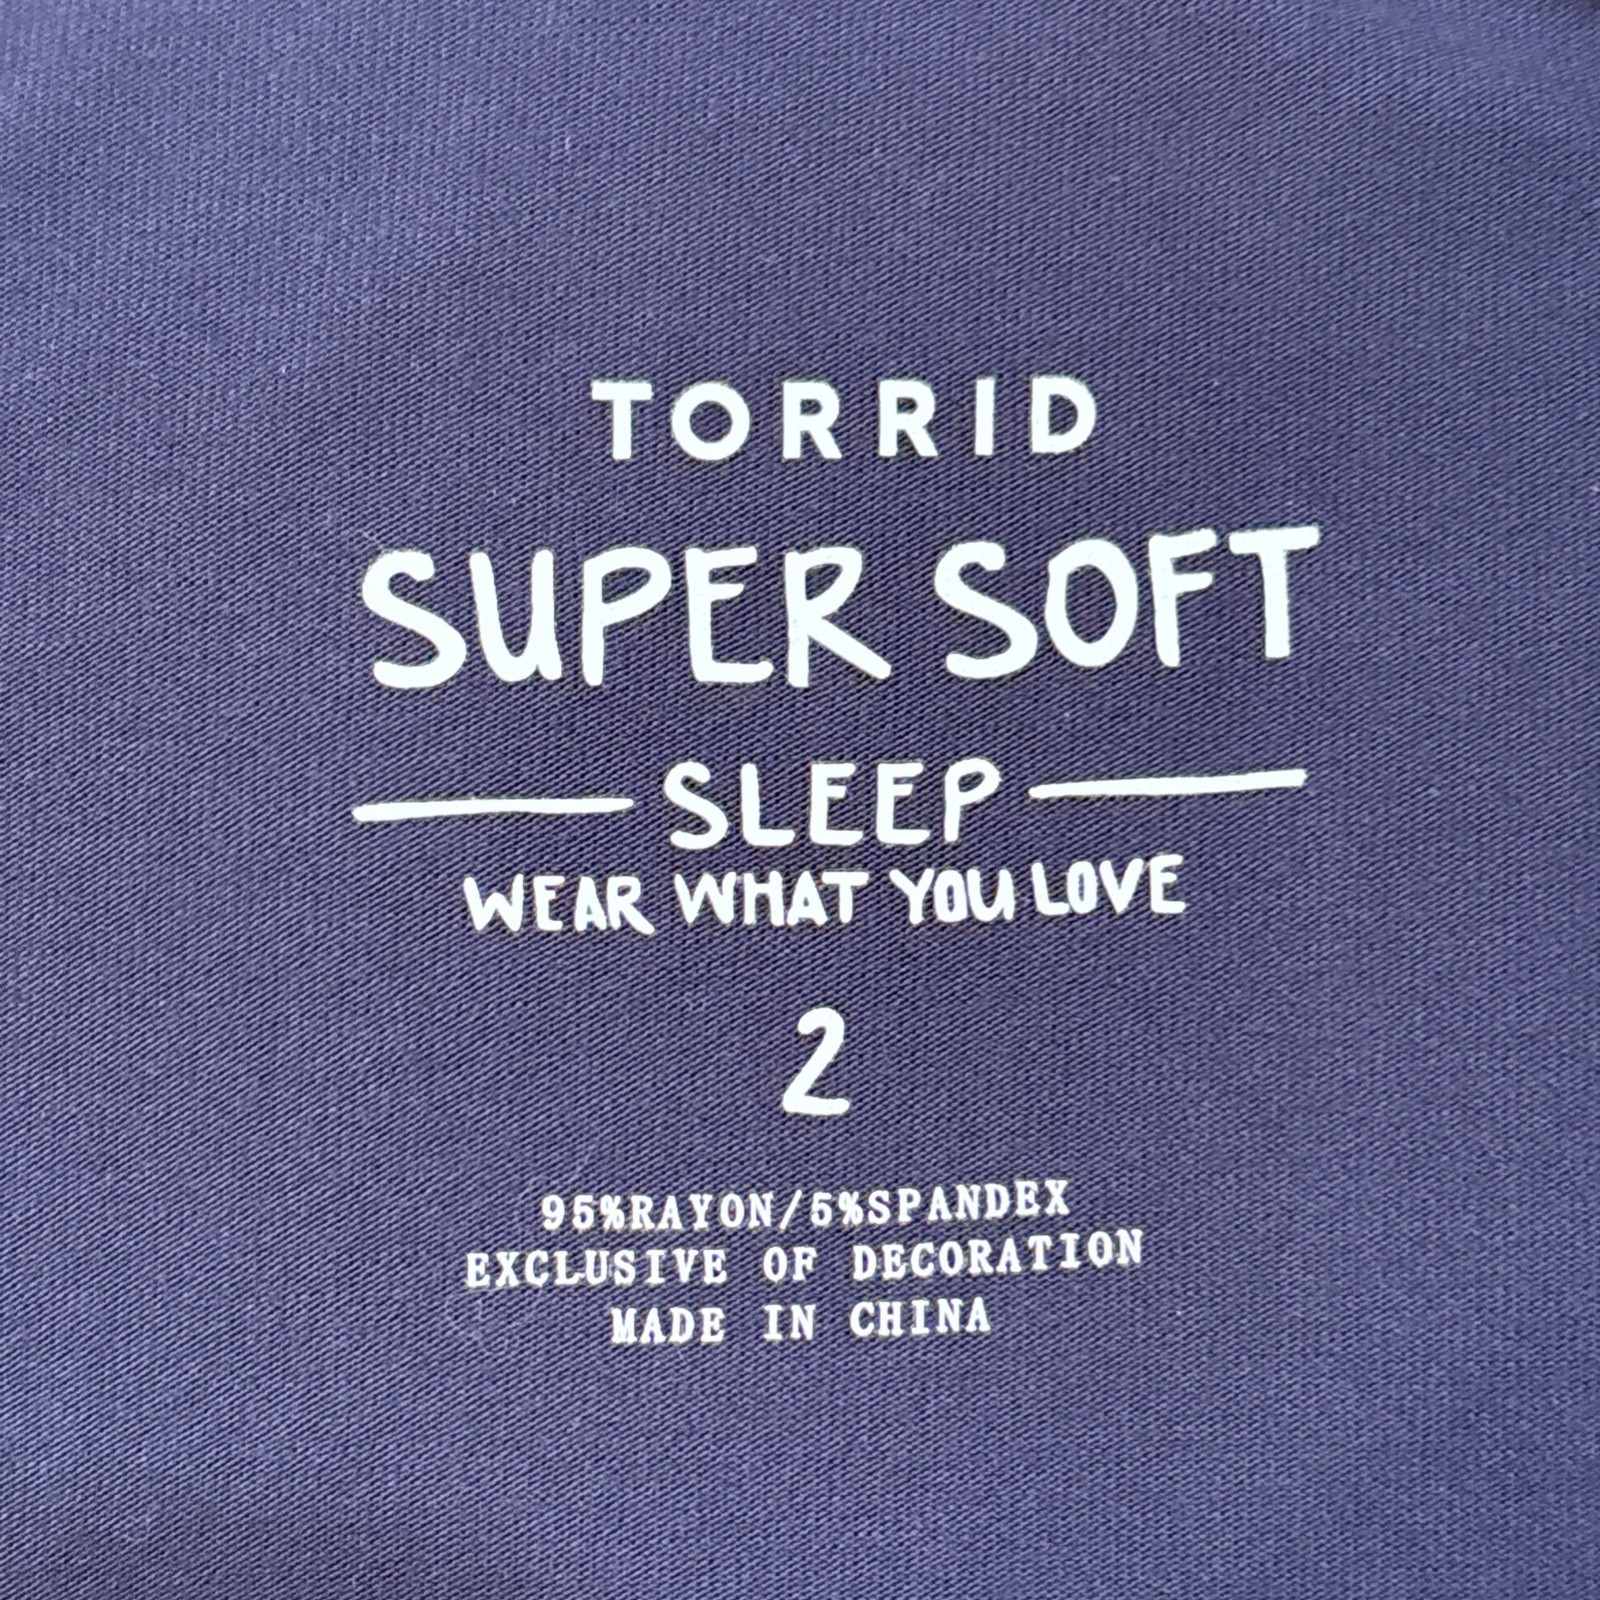 TORRID
SUPER SOFT
SLEEP
WEAR WHAT YOU LOVE
2
95%RAYON/5%SPANDEX
EXCLUSIVE OF DECORATION
MADE IN CHINA